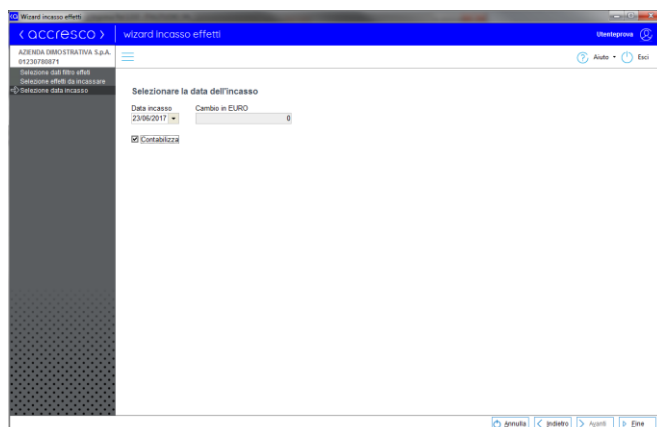 Wizard incasso effetti
< accresco >
wizard incasso effetti
Utenteprova
AZIENDA DIMOSTRATIVA S.p.A.
01230780871
Aiuto
Esci
Selezione dati filtro effeti
Selezione effetti da incassare
Selezione data incasso
Selezionare la data dell'incasso
Data incasso Cambio in EURO
23/06/2017 0
Contabilizza
Annulla Indietro Avanti Fine